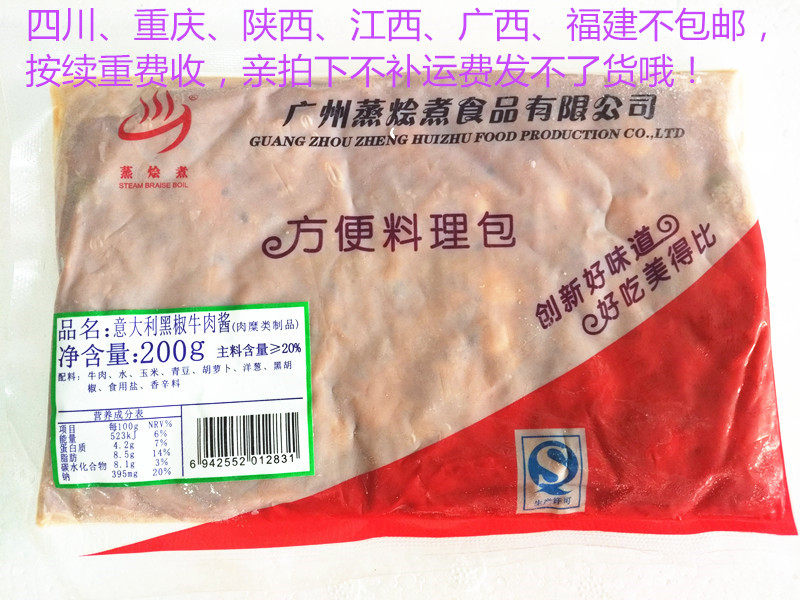 四川、重庆、陕西、江西、广西、福建不包邮，
按续重费收，亲拍下不补运费发不了货哦！
广州蒸烩煮食品有限公司
GUANG ZHOU ZHENG HUIZHU FOOD PRODUCTION CO.,LTD
®
蒸烩煮
STEAM BRAISE BOIL
方便料理包
创新好味道
好吃美得比
品名:意大利黑椒牛肉酱(肉糜类制品)
净含量:200g 主料含量≥20%
配料: 牛肉、水、玉米、青豆、胡萝卜、洋葱、黑胡
椒、食用盐、香辛料
营养成分表
项目 每100g NRV%
能量 523kJ 6%
蛋白质 4.2g 7%
脂肪 8.5g 14%
碳水化合物 8.1g 3%
钠 395mg 20%
6 942552 012831
QS
生产许可